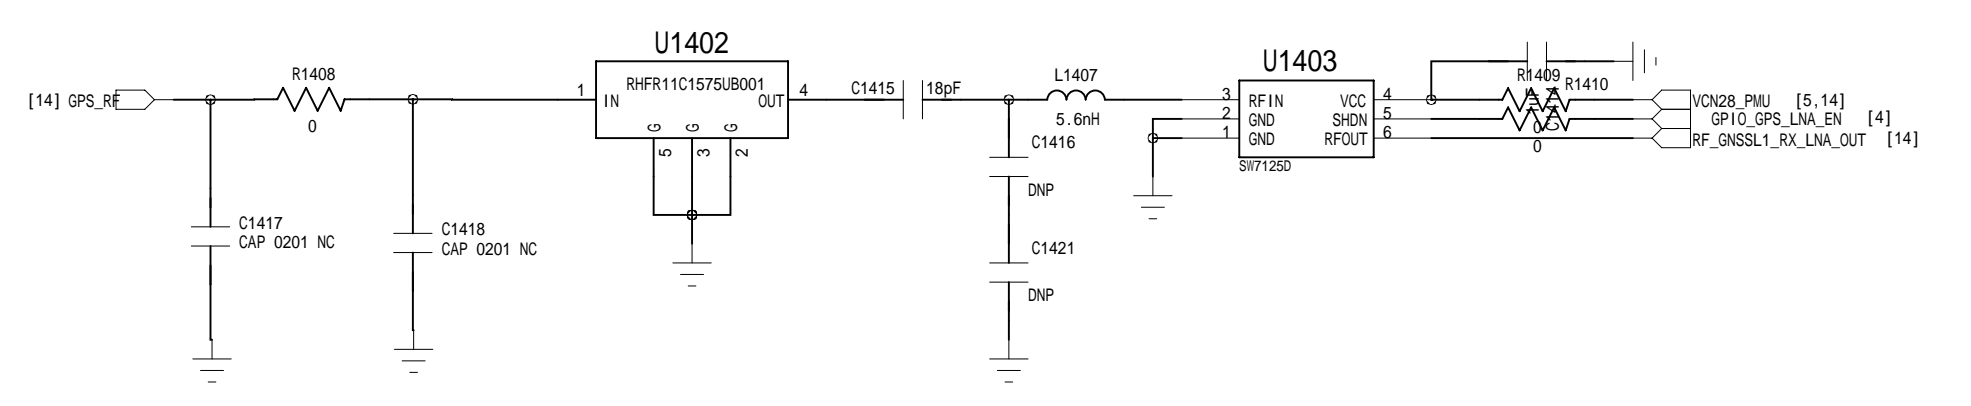 U1402
U1403
R1408
RHFR11C1575UB001
[14] GPS_RF
0
1
IN
OUT
4
G
G
G
5
3
2
C1415
18pF
L1407
5.6nH
C1416
DNP
C1421
DNP
C1417
CAP 0201 NC
C1418
CAP 0201 NC
3
RFIN
2
GND
1
GND
VCC
4
SHDN
5
RFOUT
6
SW7125D
R1409
R1410
0
0
VCN28_PMU [5,14]
GPIO_GPS_LNA_EN [4]
RF_GNSSL1_RX_LNA_OUT [14]